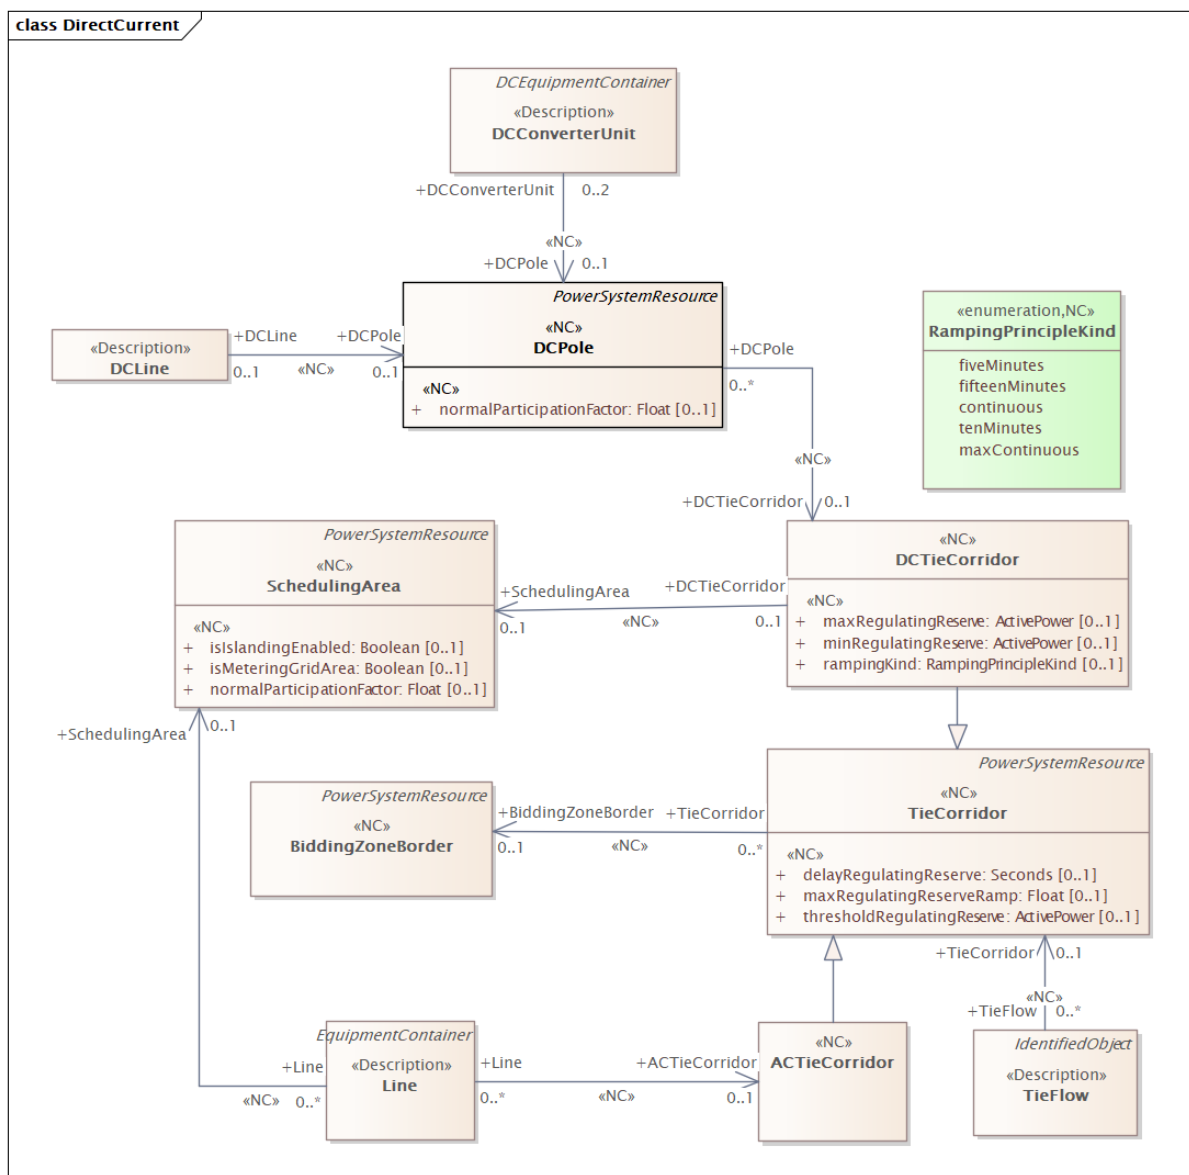 class DirectCurrent
DCEquipmentContainer
«Description»
DCConverterUnit
+DCConverterUnit 0..2
«NC»
+DCPole 0..1
PowerSystemResource
«NC»
DCPole
«NC»
+ normalParticipationFactor: Float [0..1]
«Description»
DCLine
+DCLine +DCPole
0..1 «NC» 0..1
+DCPole
0..*
«NC»
+DCTieCorridor 0..1
«enumeration,NC»
RampingPrincipleKind
fiveMinutes
fifteenMinutes
continuous
tenMinutes
maxContinuous
PowerSystemResource
«NC»
SchedulingArea
«NC»
+ isIslandingEnabled: Boolean [0..1]
+ isMeteringGridArea: Boolean [0..1]
+ normalParticipationFactor: Float [0..1]
+SchedulingArea +DCTieCorridor
0..1 «NC» 0..1
«NC»
DCTieCorridor
«NC»
+ maxRegulatingReserve: ActivePower [0..1]
+ minRegulatingReserve: ActivePower [0..1]
+ rampingKind: RampingPrincipleKind [0..1]
+SchedulingArea 0..1
PowerSystemResource
«NC»
BiddingZoneBorder
+BiddingZoneBorder +TieCorridor
0..1 «NC» 0..*
PowerSystemResource
«NC»
TieCorridor
«NC»
+ delayRegulatingReserve: Seconds [0..1]
+ maxRegulatingReserveRamp: Float [0..1]
+ thresholdRegulatingReserve: ActivePower [0..1]
+TieCorridor 0..1
«NC»
+TieFlow 0..*
EquipmentContainer
«Description»
Line
+Line
«NC» 0..*
+Line +ACTieCorridor
0..* «NC» 0..1
«NC»
ACTieCorridor
IdentifiedObject
«Description»
TieFlow